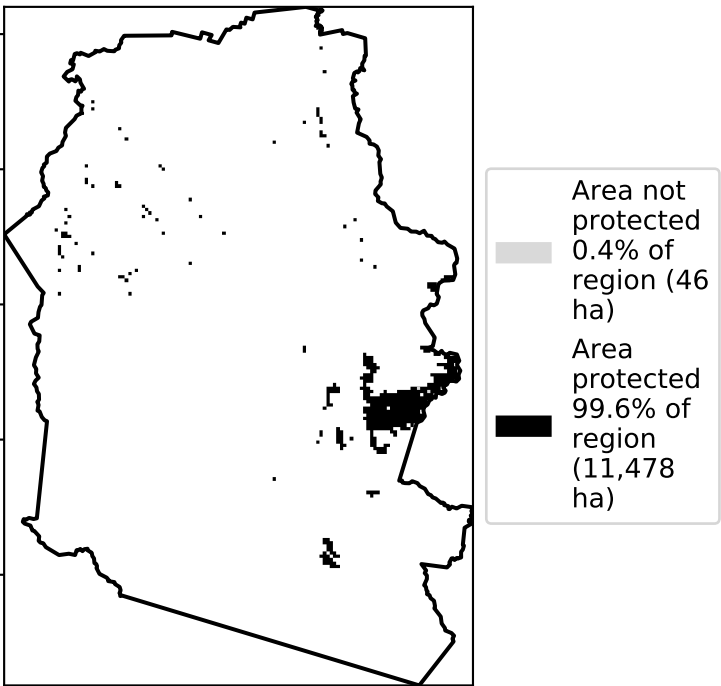 Area not
protected
0.4% of
region (46
ha)
Area
protected
99.6% of
region
(11,478
ha)